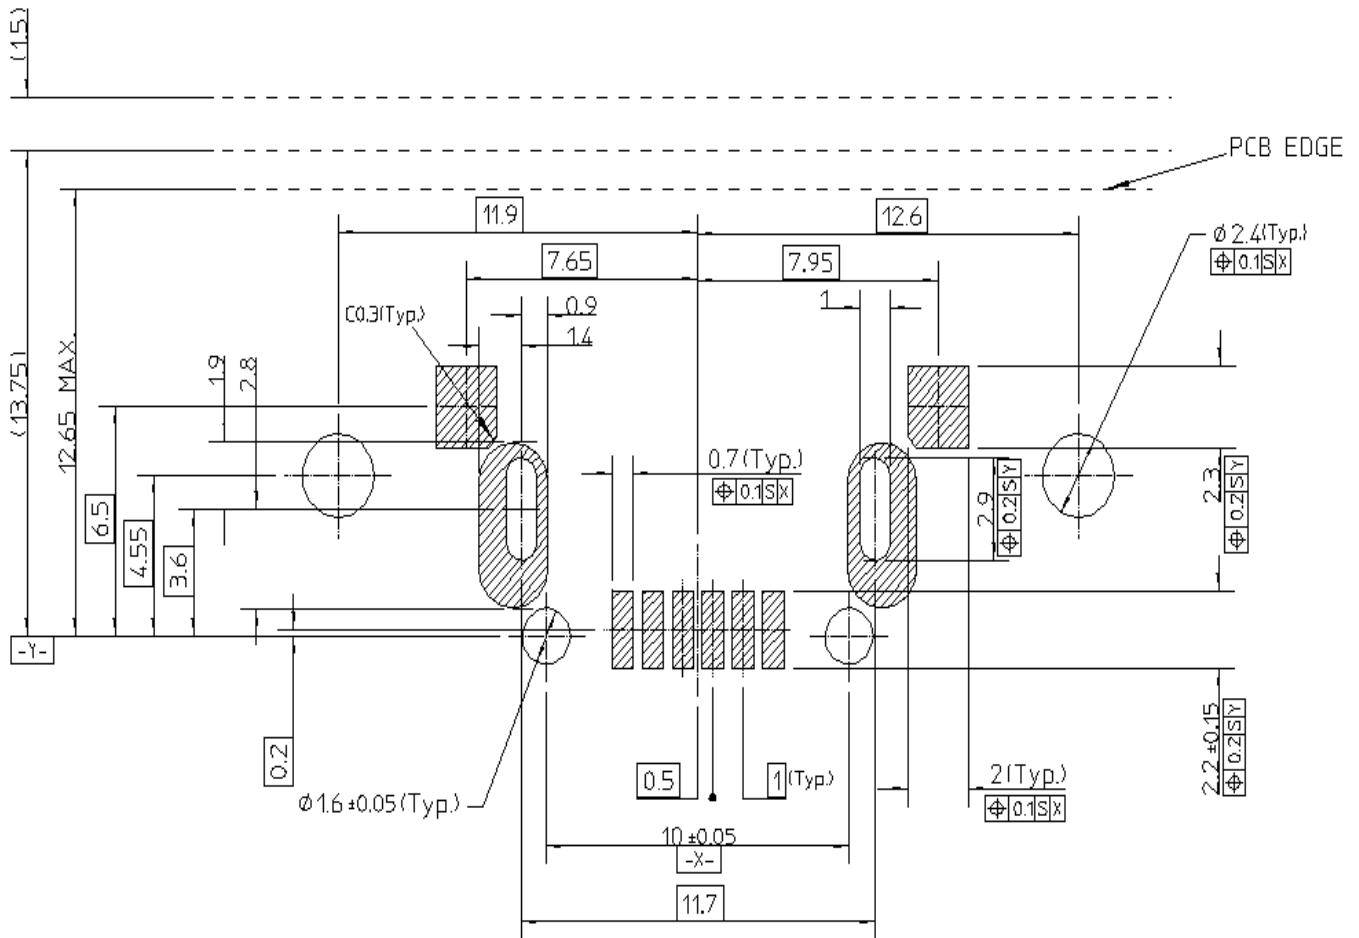 (1.5)
PCB EDGE
11.9
12.6
Ø 2.4(Typ.)
⌖ 0.1 S X
7.65
7.95
C0.3(Typ.)
0.9
1
1.4
1.9
2.8
(13.75)
12.65 MAX.
0.7(Typ.)
⌖ 0.1 S X
2.9
⌖ 0.2 S Y
2.3
⌖ 0.2 S Y
6.5
4.55
3.6
-Y-
0.2
0.5
1 (Typ.)
2(Typ.)
⌖ 0.1 S X
2.2 ±0.15
⌖ 0.2 S Y
Ø 1.6 ±0.05(Typ.)
10 ±0.05
-X-
11.7